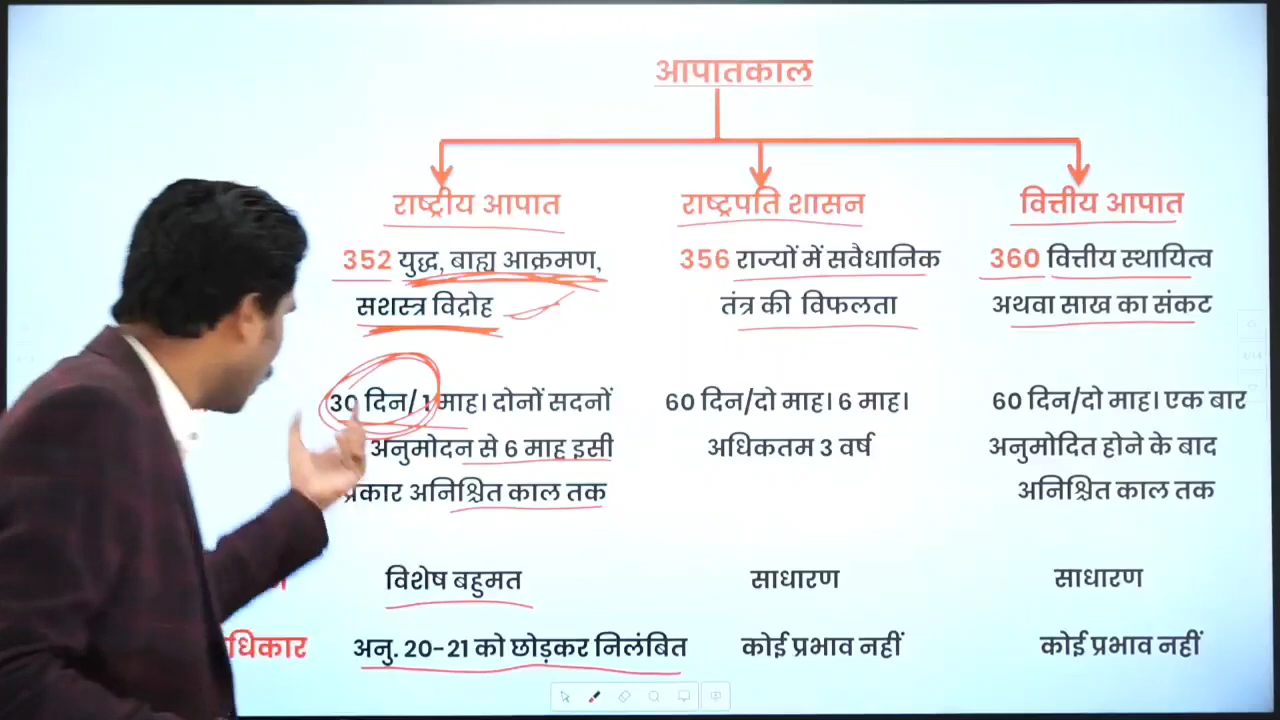 आपातकाल
राष्ट्रीय आपात
राष्ट्रपति शासन
वित्तीय आपात
352 युद्ध, बाह्य आक्रमण,
सशस्त्र विद्रोह
356 राज्यों में सवैधानिक
तंत्र की विफलता
360 वित्तीय स्थायित्व
अथवा साख का संकट
30 दिन/ 1 माह। दोनों सदनों
अनुमोदन से 6 माह इसी
प्रकार अनिश्चित काल तक
60 दिन/दो माह। 6 माह।
अधिकतम 3 वर्ष
60 दिन/दो माह। एक बार
अनुमोदित होने के बाद
अनिश्चित काल तक
विशेष बहुमत
साधारण
साधारण
धिकार
अनु. 20-21 को छोड़कर निलंबित
कोई प्रभाव नहीं
कोई प्रभाव नहीं